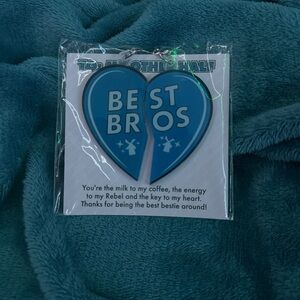 BEST
BROS
You're the milk to my coffee, the energy
to my Rebel and the key to my heart.
Thanks for being the best bestie around!